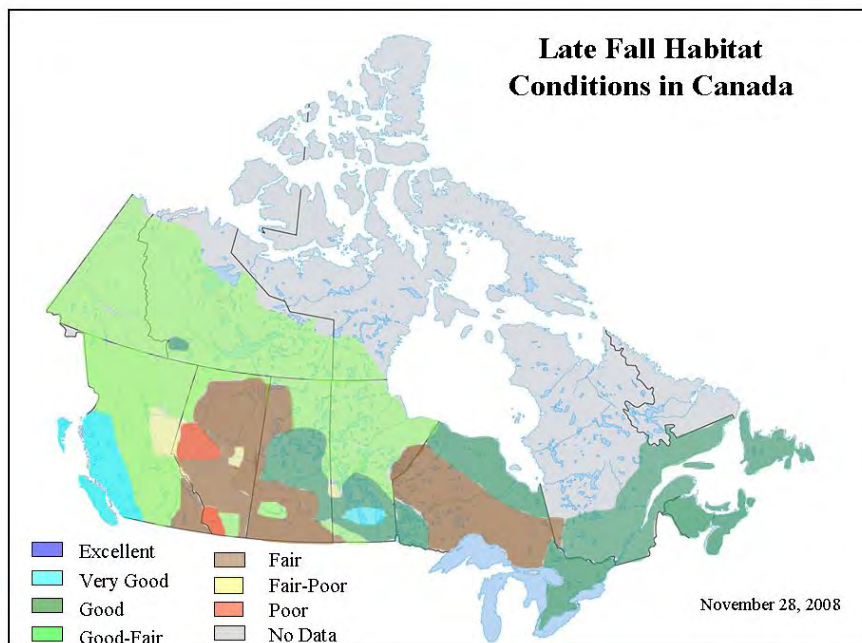 Late Fall Habitat
Conditions in Canada
Excellent
Very Good
Good
Good-Fair
Fair
Fair-Poor
Poor
No Data
November 28, 2008